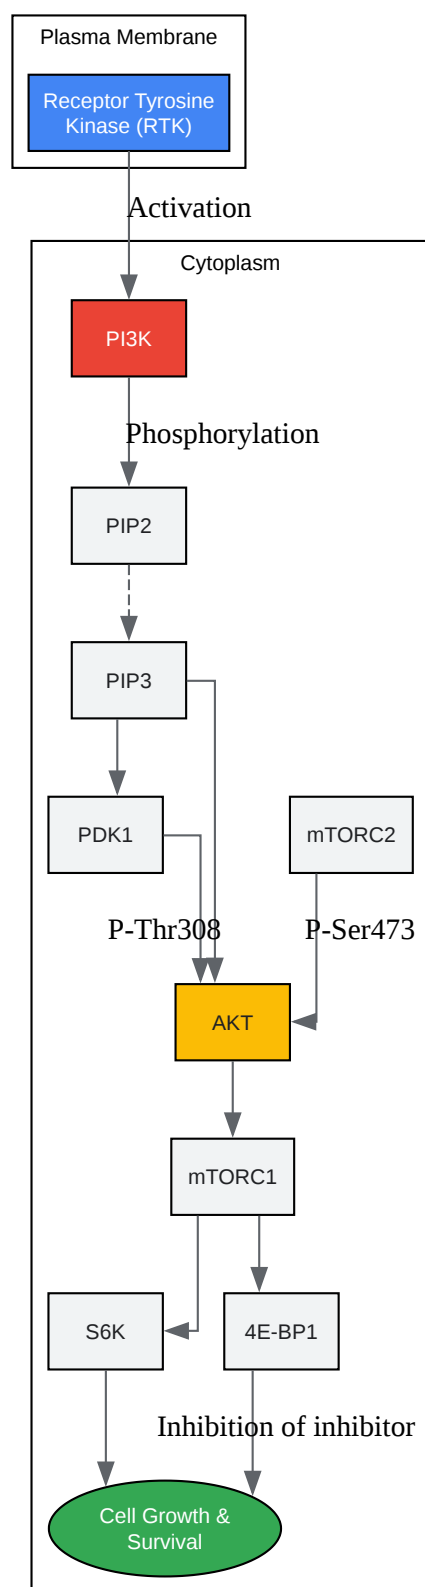 Plasma Membrane
Receptor Tyrosine
Kinase (RTK)
Activation
Cytoplasm
PI3K
Phosphorylation
PIP2
PIP3
PDK1
mTORC2
P-Thr308
P-Ser473
AKT
mTORC1
S6K
4E-BP1
Inhibition of inhibitor
Cell Growth &
Survival